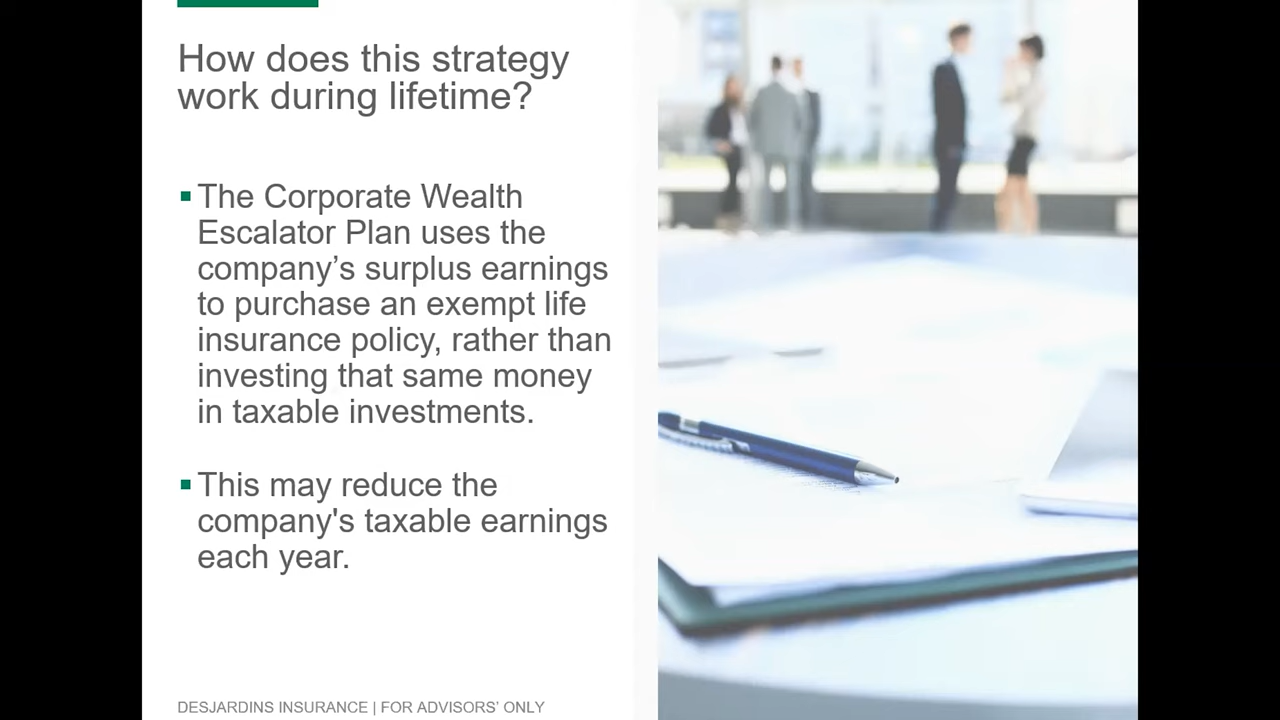 How does this strategy
work during lifetime?
▪ The Corporate Wealth
Escalator Plan uses the
company’s surplus earnings
to purchase an exempt life
insurance policy, rather than
investing that same money
in taxable investments.
▪ This may reduce the
company's taxable earnings
each year.
DESJARDINS INSURANCE | FOR ADVISORS’ ONLY